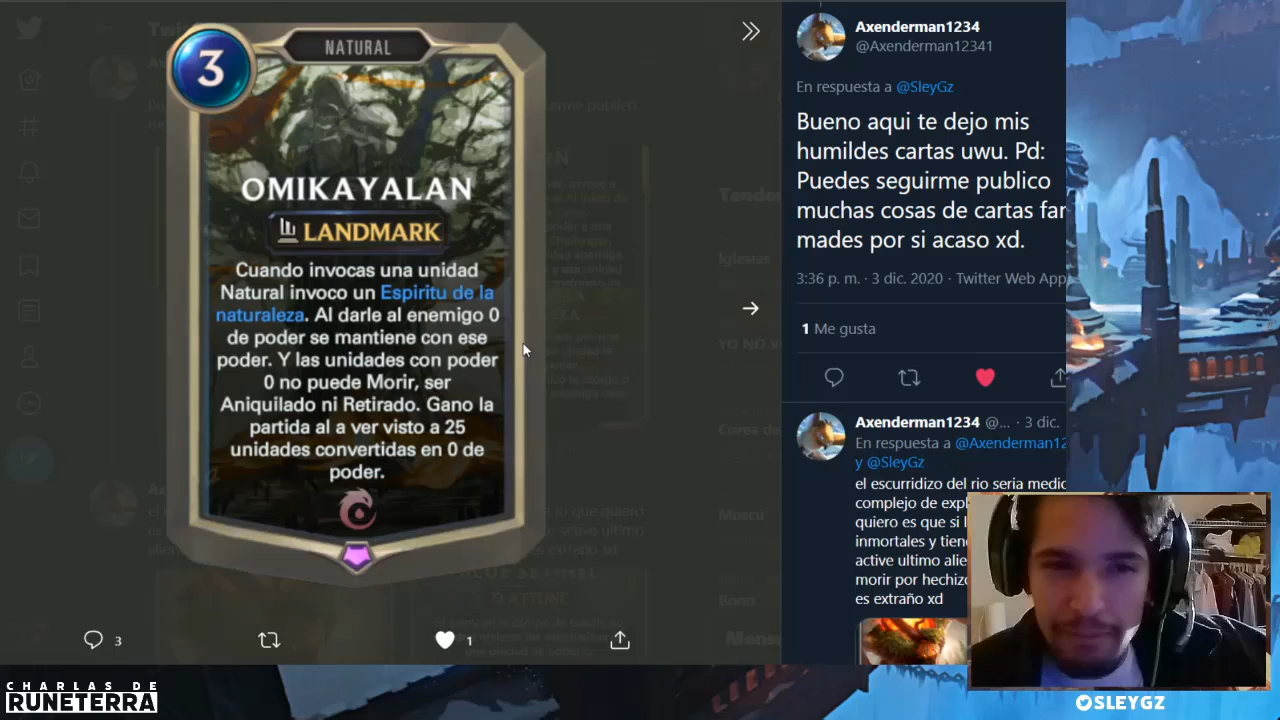 3
NATURAL
OMIKAYALAN
LANDMARK
Cuando invocas una unidad
Natural invoco un Espiritu de la
naturaleza. Al darle al enemigo 0
de poder se mantiene con ese
poder. Y las unidades con poder
0 no puede Morir, ser
Aniquilado ni Retirado. Gano la
partida al a ver visto a 25
unidades convertidas en 0 de
poder.
3
1
Axenderman1234
@Axenderman12341
En respuesta a @SleyGz
Bueno aqui te dejo mis
humildes cartas uwu. Pd:
Puedes seguirme publico
muchas cosas de cartas fan
mades por si acaso xd.
3:36 p. m. · 3 dic. 2020 · Twitter Web App
1 Me gusta
Axenderman1234 @... · 3 dic.
En respuesta a @Axenderman12
y @SleyGz
el escurridizo del rio seria medio
complejo de
quiero es que si
inmortales y
active ultimo
morir por
es extraño xd
CHARLAS DE
RUNETERRA
SLEYGZ